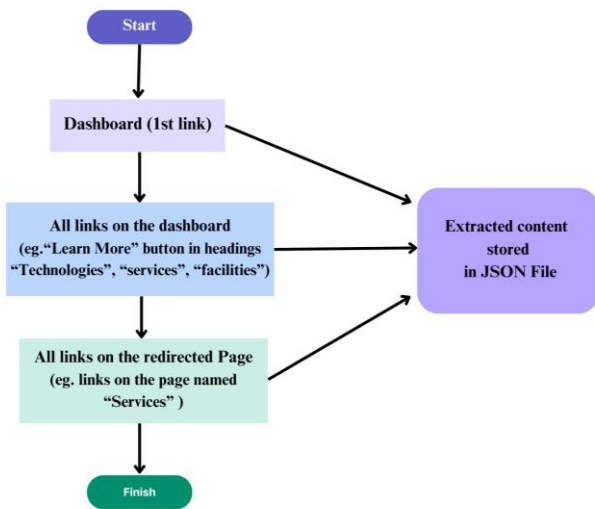 Start
Dashboard (1st link)
All links on the dashboard
(eg.“Learn More” button in headings
“Technologies”, “services”, “facilities”)
Extracted content
stored
in JSON File
All links on the redirected Page
(eg. links on the page named
“Services” )
Finish